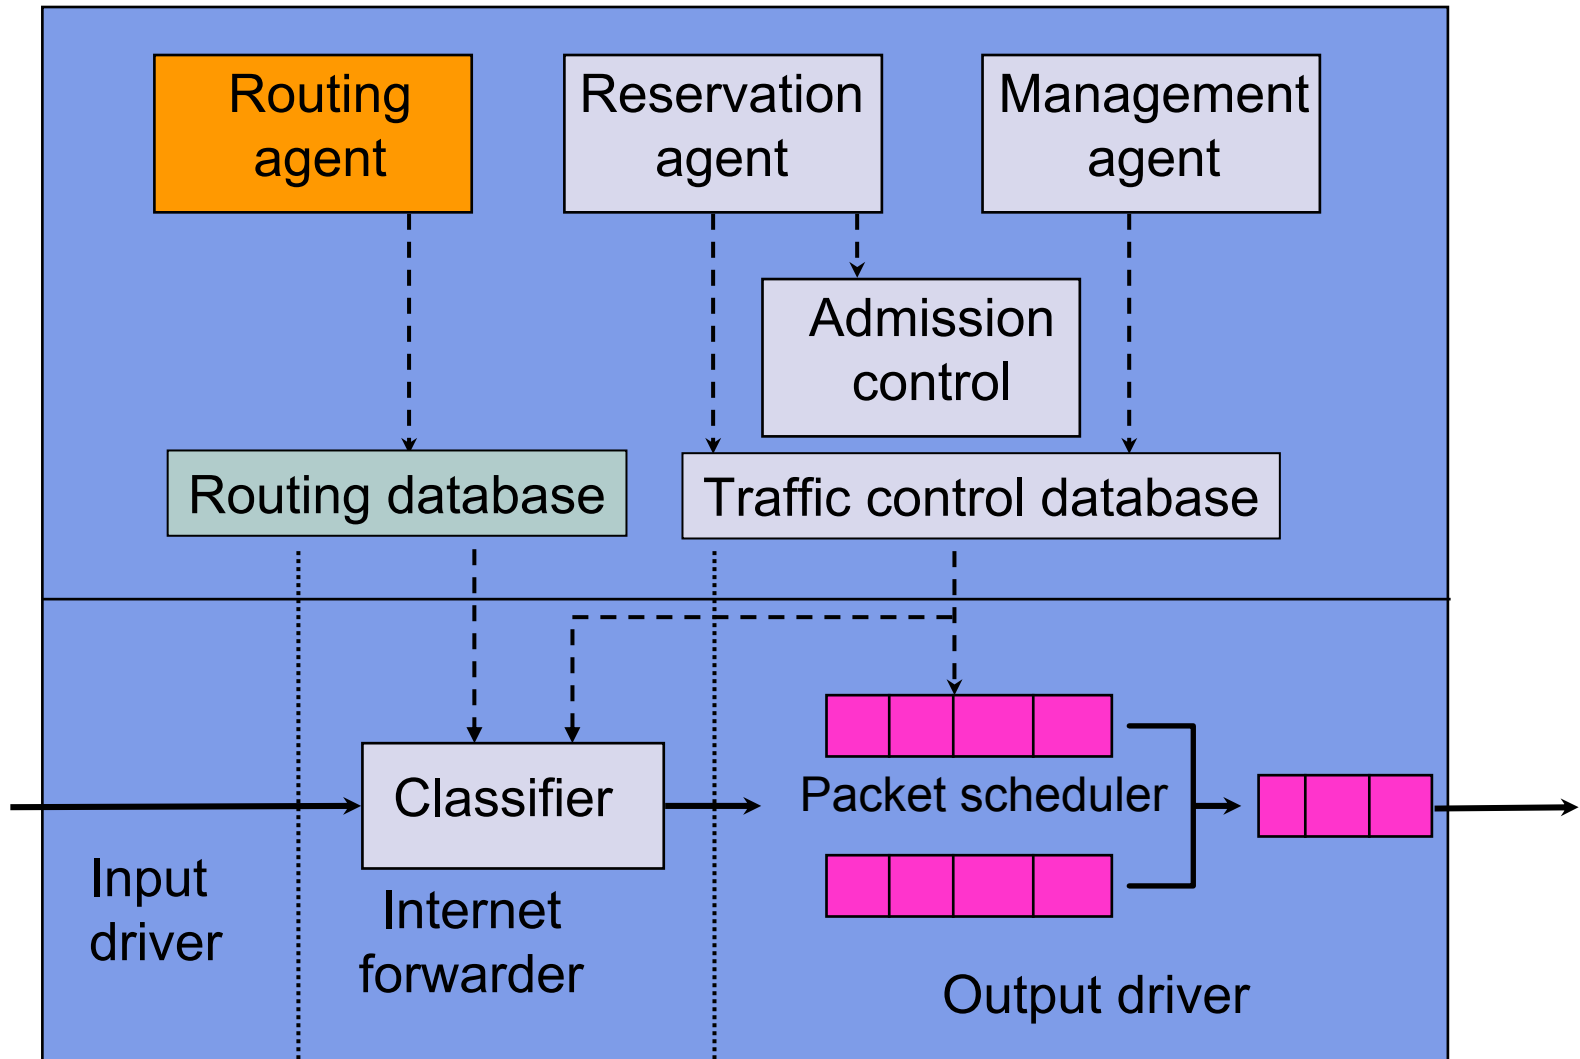 Routing
agent
Reservation
agent
Management
agent
Admission
control
Routing database
Traffic control database
Classifier
Packet scheduler
Input
driver
Internet
forwarder
Output driver